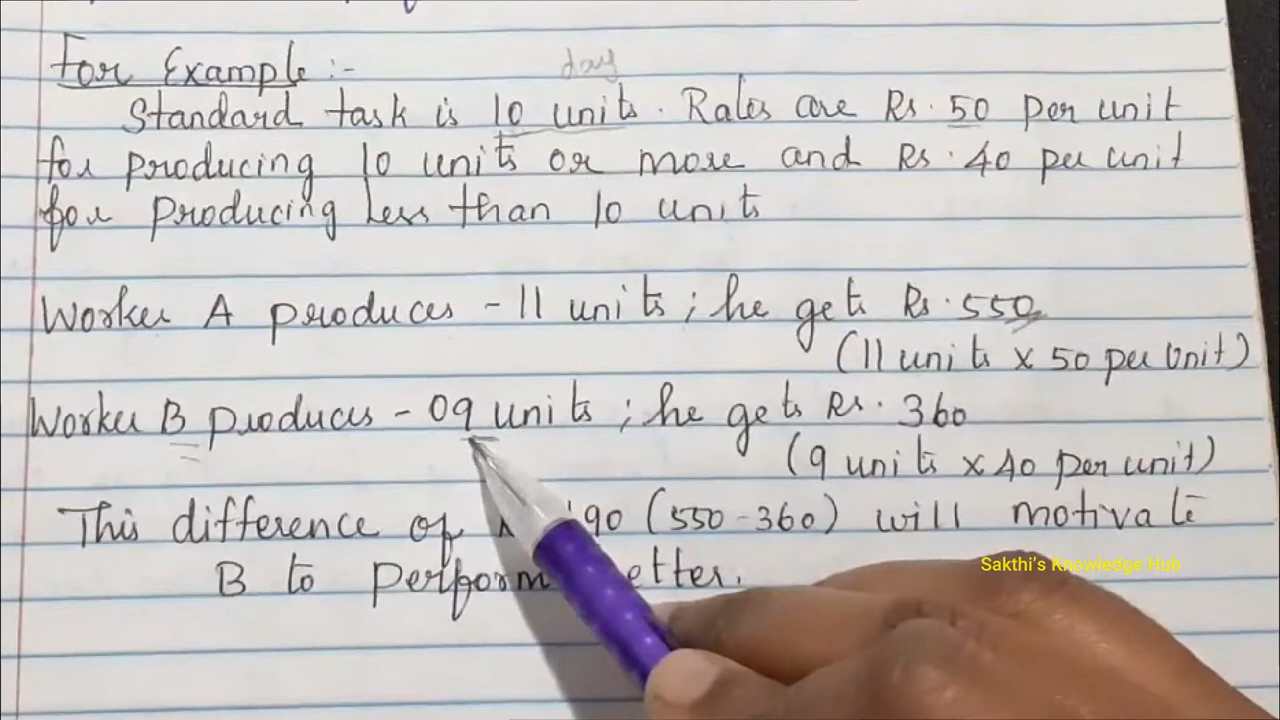 For Example :-
day
Standard task is 10 units. Rates are Rs. 50 per unit
for producing 10 units or more and Rs. 40 per unit
for producing less than 10 units
Worker A produces - 11 units ; he gets Rs. 550
(11 units x 50 per unit)
Worker B produces - 09 units ; he gets Rs. 360
(9 units x 40 per unit)
This difference of 190 (550-360) will motivate
B to perform etter.
Sakthi's Knowledge Hub